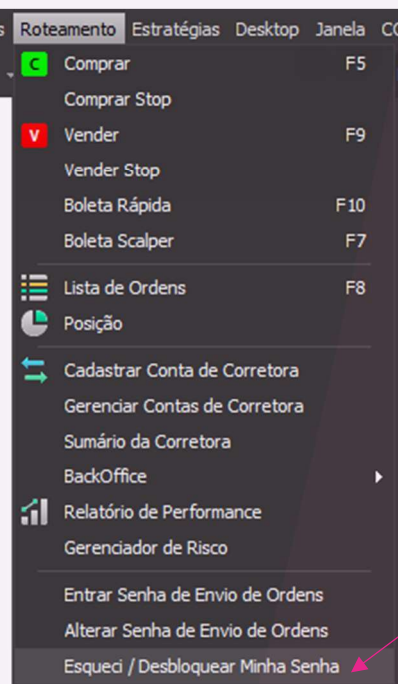 Roteamento Estratégias Desktop Janela
C Comprar F5
Comprar Stop
V Vender F9
Vender Stop
Boleta Rápida F10
Boleta Scalper F7
Lista de Ordens F8
Posição
Cadastrar Conta de Corretora
Gerenciar Contas de Corretora
Sumário da Corretora
BackOffice
Relatório de Performance
Gerenciador de Risco
Entrar Senha de Envio de Ordens
Alterar Senha de Envio de Ordens
Esqueci / Desbloquear Minha Senha